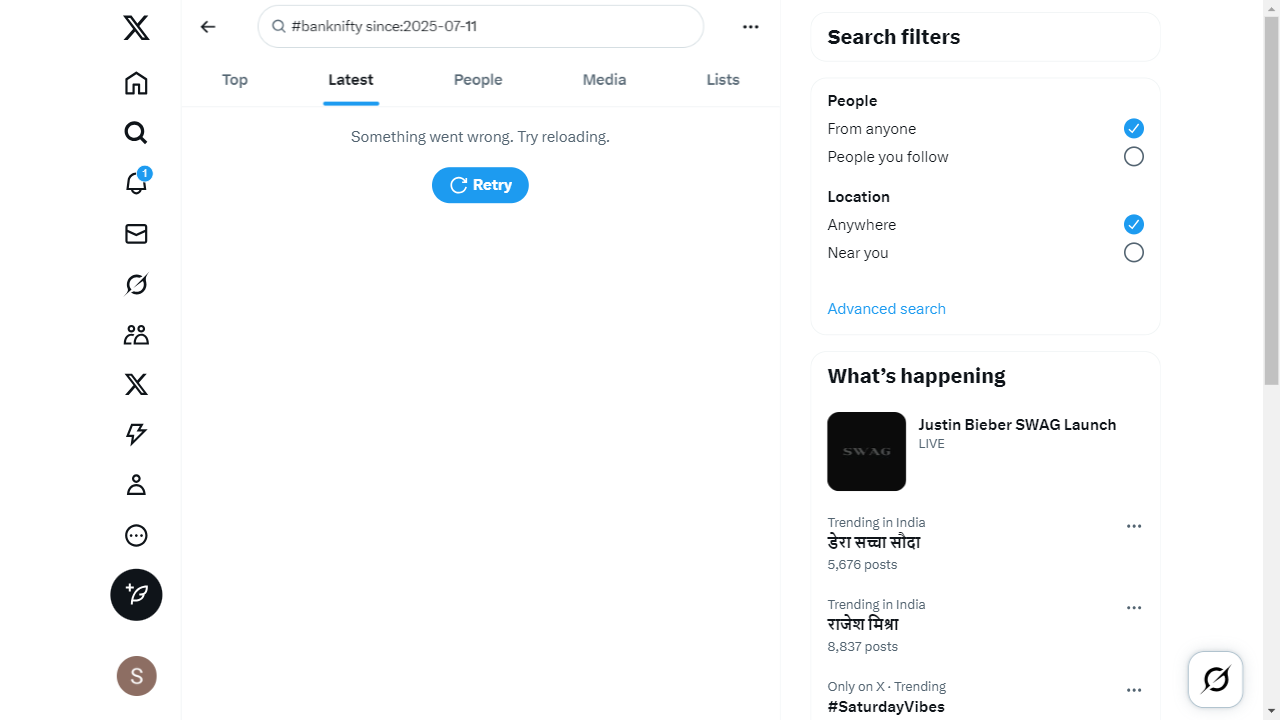 #banknifty since:2025-07-11
Top
Latest
People
Media
Lists
Something went wrong. Try reloading.
Retry
1
S
Search filters
People
From anyone
People you follow
Location
Anywhere
Near you
Advanced search
What’s happening
SWAG
Justin Bieber SWAG Launch
LIVE
Trending in India
डेरा सच्चा सौदा
5,676 posts
Trending in India
राजेश मिश्रा
8,837 posts
Only on X · Trending
#SaturdayVibes